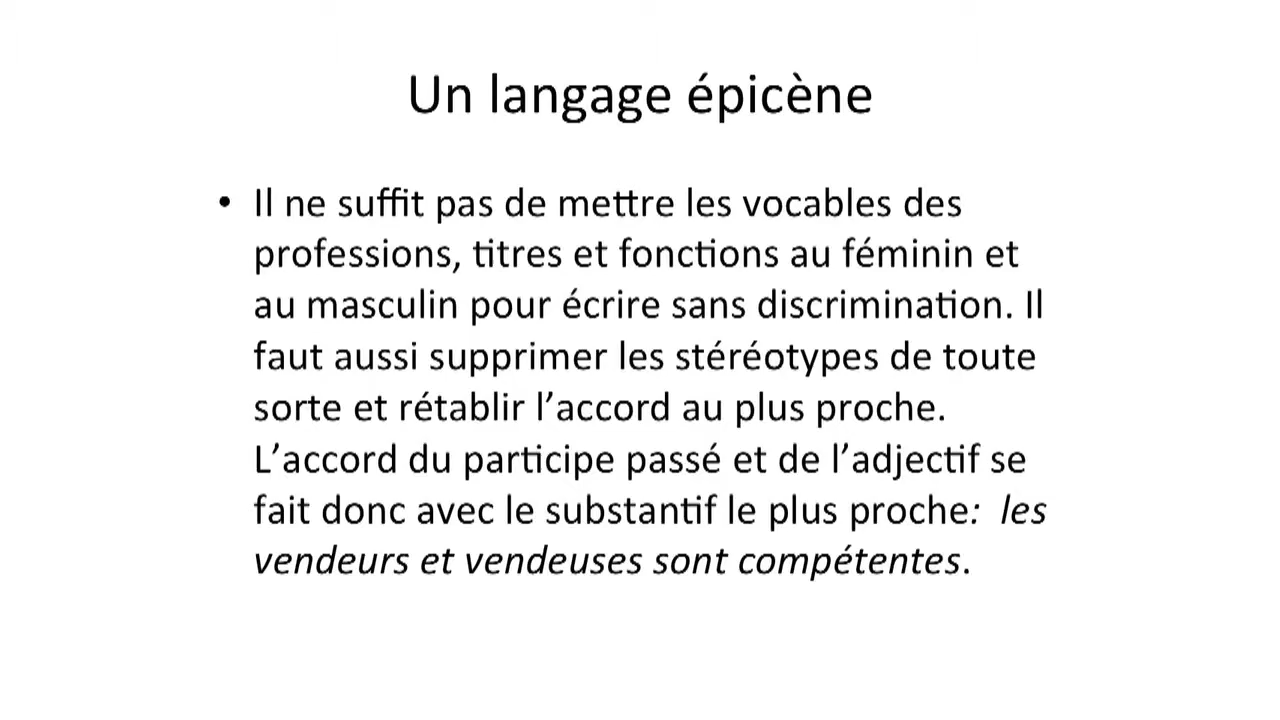 Un langage épicène
• Il ne suffit pas de mettre les vocables des
professions, titres et fonctions au féminin et
au masculin pour écrire sans discrimination. Il
faut aussi supprimer les stéréotypes de toute
sorte et rétablir l’accord au plus proche.
L’accord du participe passé et de l’adjectif se
fait donc avec le substantif le plus proche:  les
vendeurs et vendeuses sont compétentes.